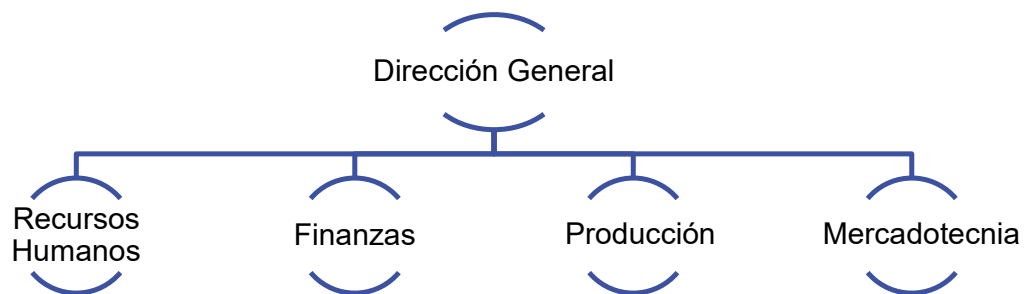 Dirección General
Recursos
Humanos
Finanzas
Producción
Mercadotecnia